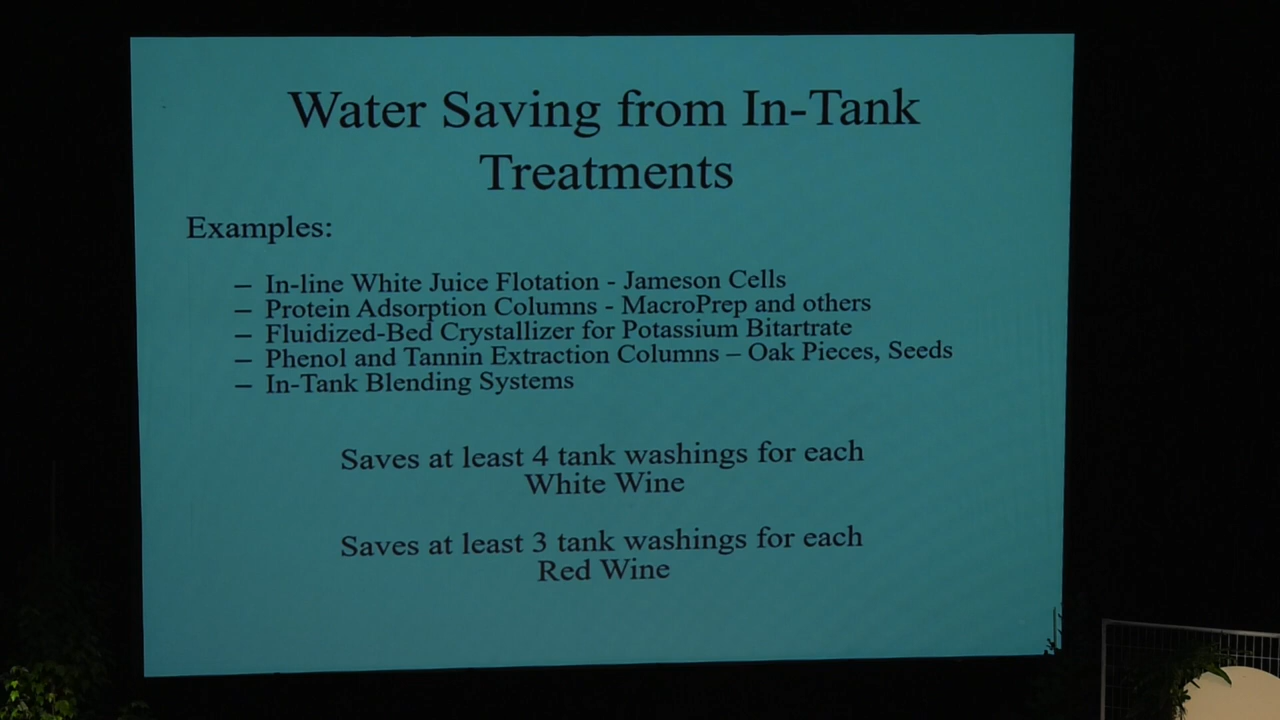 Water Saving from In-Tank
Treatments
Examples:
– In-line White Juice Flotation - Jameson Cells
– Protein Adsorption Columns - MacroPrep and others
– Fluidized-Bed Crystallizer for Potassium Bitartrate
– Phenol and Tannin Extraction Columns – Oak Pieces, Seeds
– In-Tank Blending Systems
Saves at least 4 tank washings for each
White Wine
Saves at least 3 tank washings for each
Red Wine